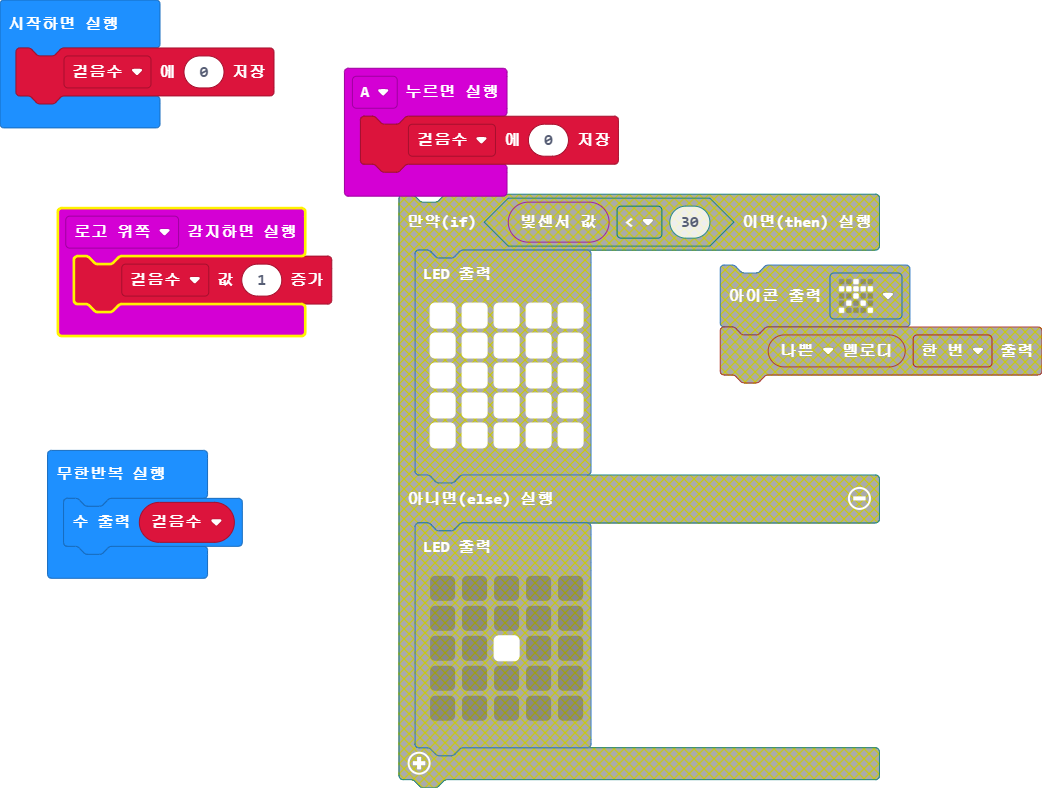 시작하면 실행
걸음수 에 0 저장
A 누르면 실행
걸음수 에 0 저장
로고 위쪽 감지하면 실행
걸음수 값 1 증가
무한반복 실행
수 출력 걸음수
만약(if) 빛센서 값 < 30 이면(then) 실행
LED 출력
아니면(else) 실행
LED 출력
아이콘 출력
나쁜 멜로디 한 번 출력